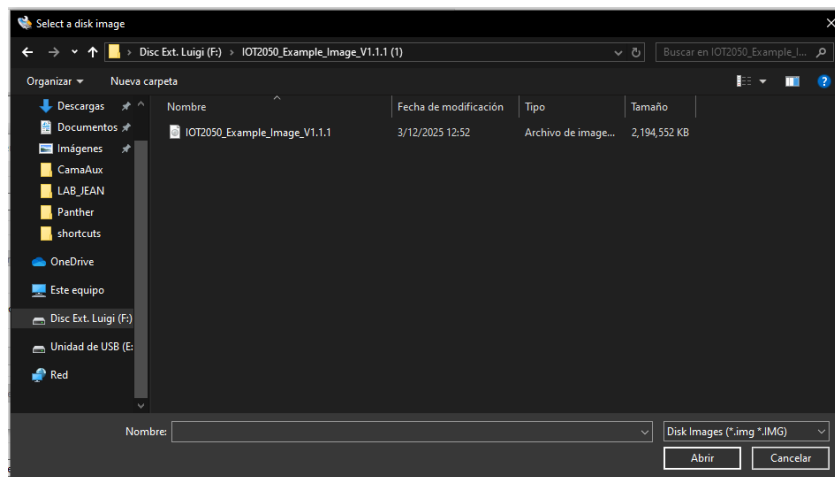 Select a disk image
Disc Ext. Luigi (F:) › IOT2050_Example_Image_V1.1.1 (1)
Buscar en IOT2050_Example_I...
Organizar
Nueva carpeta
Nombre
Fecha de modificación
Tipo
Tamaño
IOT2050_Example_Image_V1.1.1
3/12/2025 12:52
Archivo de image...
2,194,552 KB
Descargas
Documentos
Imágenes
CamaAux
LAB_JEAN
Panther
shortcuts
OneDrive
Este equipo
Disc Ext. Luigi (F:)
Unidad de USB (E:
Red
Nombre:
Disk Images (*.img *.IMG)
Abrir
Cancelar